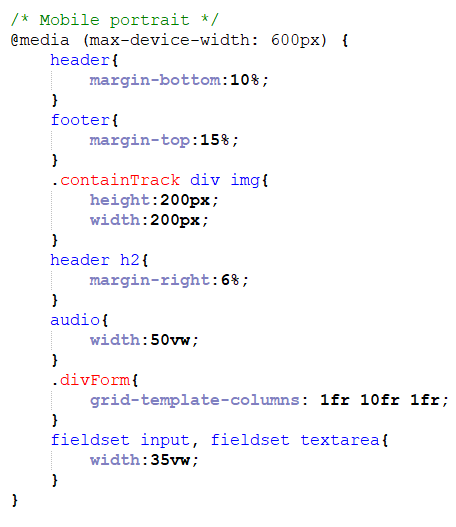 /* Mobile portrait */
@media (max-device-width: 600px) {
    header{
        margin-bottom:10%;
    }
    footer{
        margin-top:15%;
    }
    .containTrack div img{
        height:200px;
        width:200px;
    }
    header h2{
        margin-right:6%;
    }
    audio{
        width:50vw;
    }
    .divForm{
        grid-template-columns: 1fr 10fr 1fr;
    }
    fieldset input, fieldset textarea{
        width:35vw;
    }
}